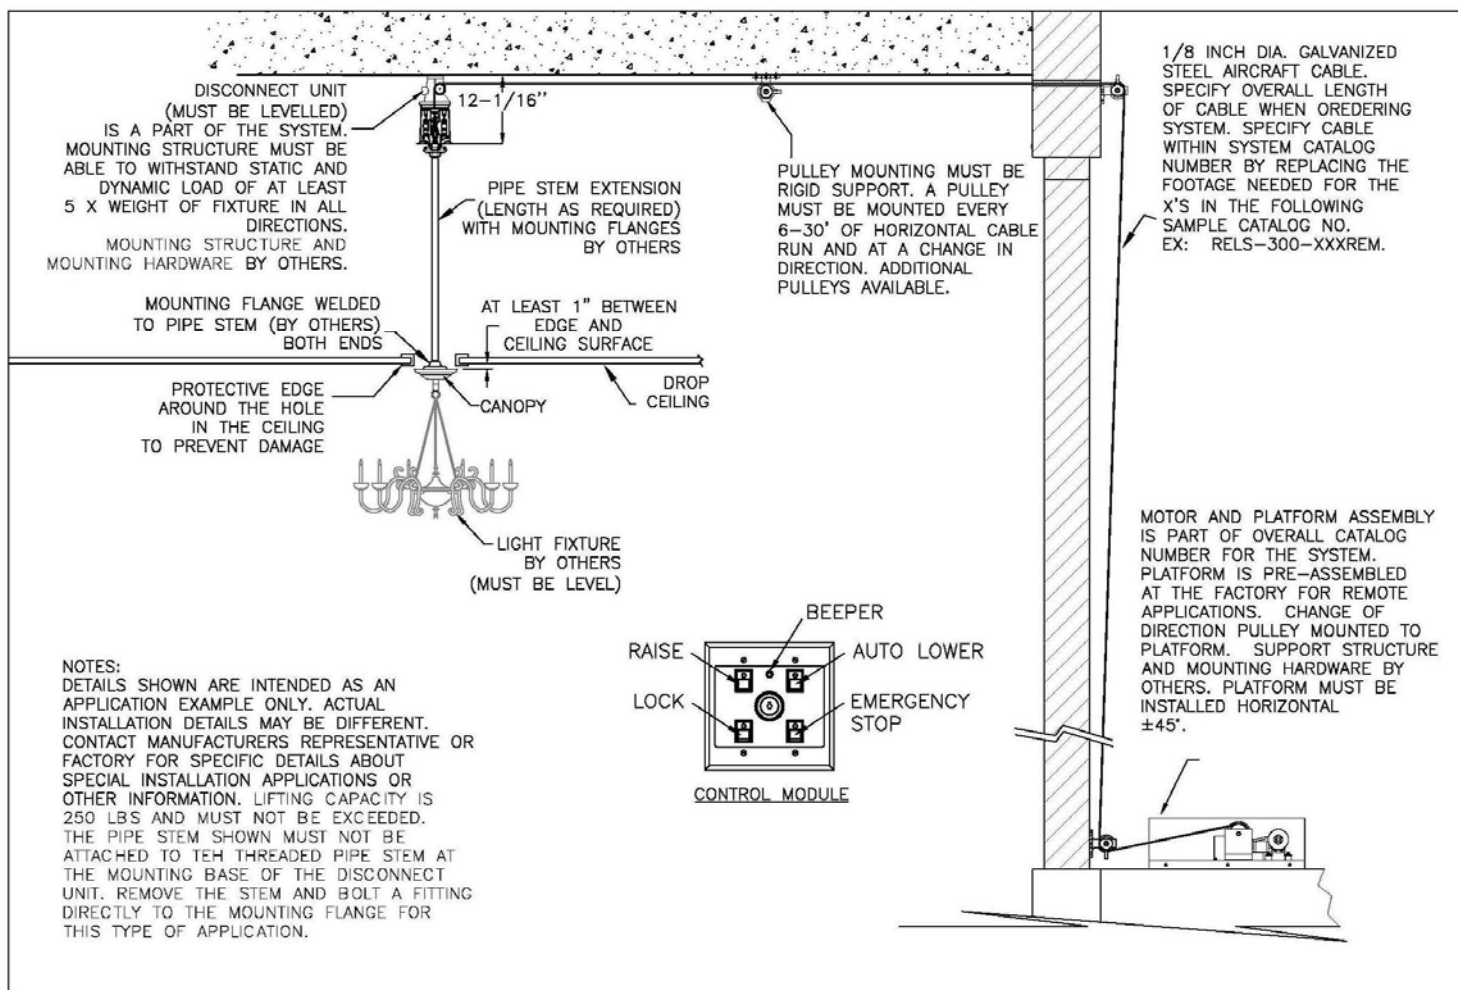 DISCONNECT UNIT
(MUST BE LEVELLED)
IS A PART OF THE SYSTEM.
MOUNTING STRUCTURE MUST BE
ABLE TO WITHSTAND STATIC AND
DYNAMIC LOAD OF AT LEAST
5 X WEIGHT OF FIXTURE IN ALL
DIRECTIONS.
MOUNTING STRUCTURE AND
MOUNTING HARDWARE BY OTHERS.
12-1/16"
PIPE STEM EXTENSION
(LENGTH AS REQUIRED)
WITH MOUNTING FLANGES
BY OTHERS
PULLEY MOUNTING MUST BE
RIGID SUPPORT. A PULLEY
MUST BE MOUNTED EVERY
6-30' OF HORIZONTAL CABLE
RUN AND AT A CHANGE IN
DIRECTION. ADDITIONAL
PULLEYS AVAILABLE.
1/8 INCH DIA. GALVANIZED
STEEL AIRCRAFT CABLE.
SPECIFY OVERALL LENGTH
OF CABLE WHEN OREDERING
SYSTEM. SPECIFY CABLE
WITHIN SYSTEM CATALOG
NUMBER BY REPLACING THE
FOOTAGE NEEDED FOR THE
X'S IN THE FOLLOWING
SAMPLE CATALOG NO.
EX: RELS-300-XXXREM.
MOUNTING FLANGE WELDED
TO PIPE STEM (BY OTHERS)
BOTH ENDS
AT LEAST 1" BETWEEN
EDGE AND
CEILING SURFACE
PROTECTIVE EDGE
AROUND THE HOLE
IN THE CEILING
TO PREVENT DAMAGE
CANOPY
DROP
CEILING
LIGHT FIXTURE
BY OTHERS
(MUST BE LEVEL)
MOTOR AND PLATFORM ASSEMBLY
IS PART OF OVERALL CATALOG
NUMBER FOR THE SYSTEM.
PLATFORM IS PRE-ASSEMBLED
AT THE FACTORY FOR REMOTE
APPLICATIONS. CHANGE OF
DIRECTION PULLEY MOUNTED TO
PLATFORM. SUPPORT STRUCTURE
AND MOUNTING HARDWARE BY
OTHERS. PLATFORM MUST BE
INSTALLED HORIZONTAL
±45°.
BEEPER
RAISE
AUTO LOWER
LOCK
EMERGENCY
STOP
CONTROL MODULE
NOTES:
DETAILS SHOWN ARE INTENDED AS AN
APPLICATION EXAMPLE ONLY. ACTUAL
INSTALLATION DETAILS MAY BE DIFFERENT.
CONTACT MANUFACTURERS REPRESENTATIVE OR
FACTORY FOR SPECIFIC DETAILS ABOUT
SPECIAL INSTALLATION APPLICATIONS OR
OTHER INFORMATION. LIFTING CAPACITY IS
250 LBS AND MUST NOT BE EXCEEDED.
THE PIPE STEM SHOWN MUST NOT BE
ATTACHED TO TEH THREADED PIPE STEM AT
THE MOUNTING BASE OF THE DISCONNECT
UNIT. REMOVE THE STEM AND BOLT A FITTING
DIRECTLY TO THE MOUNTING FLANGE FOR
THIS TYPE OF APPLICATION.